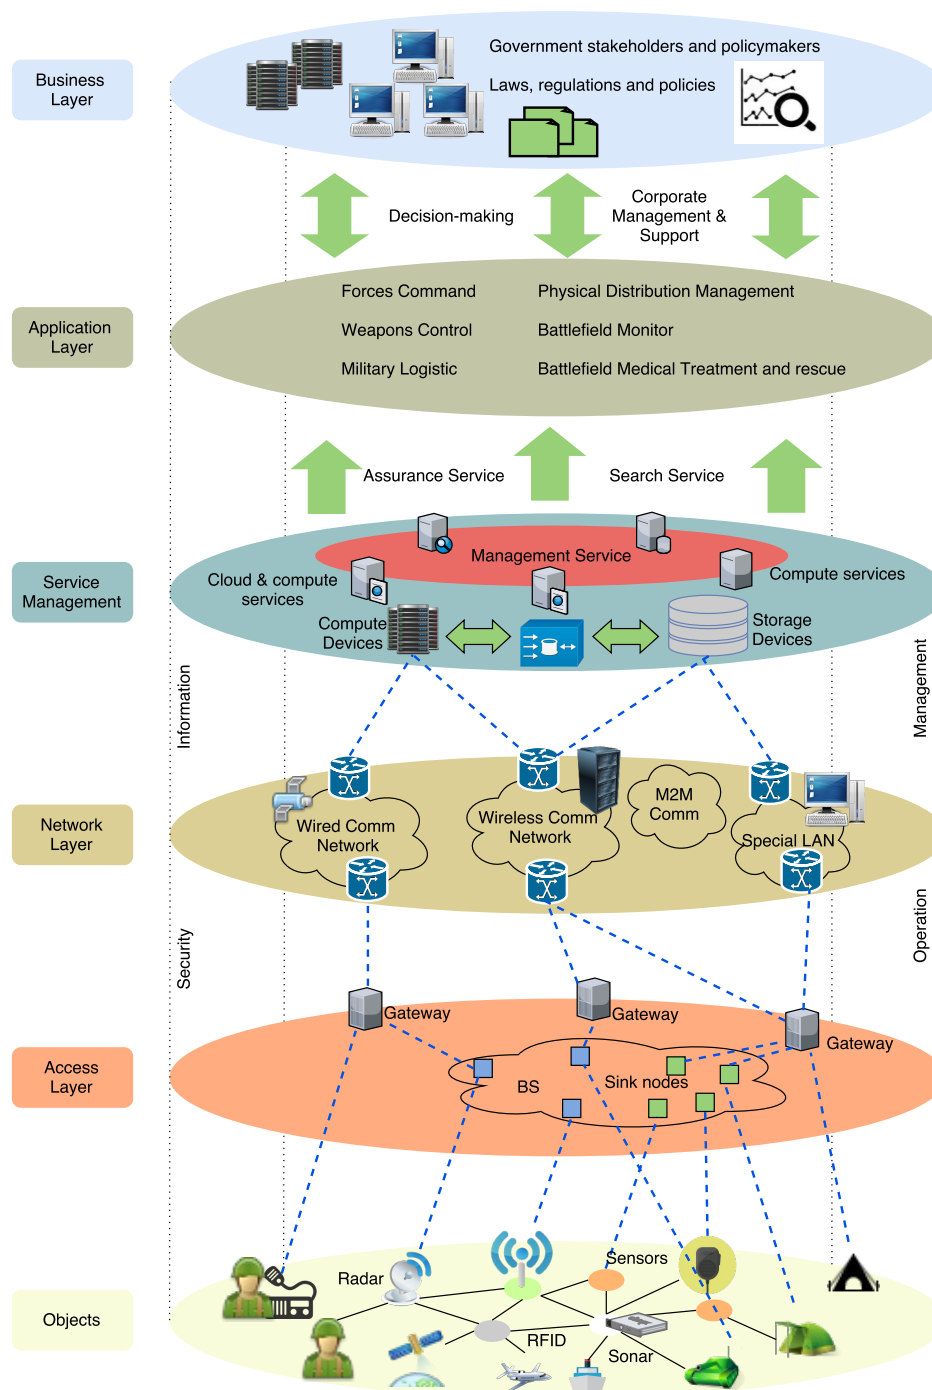 Government stakeholders and policymakers
Business
Layer
Laws, regulations and policies
Decision-making
Corporate
Management &
Support
Application
Layer
Forces Command
Physical Distribution Management
Weapons Control
Battlefield Monitor
Military Logistic
Battlefield Medical Treatment and rescue
Assurance Service
Search Service
Service
Management
Management Service
Cloud & compute
services
Compute services
Compute
Devices
Storage
Devices
Information
Management
Network
Layer
Wired Comm
Network
Wireless Comm
Network
M2M
Comm
Special LAN
Security
Operation
Access
Layer
Gateway
Gateway
Gateway
BS
Sink nodes
Objects
Radar
Sensors
RFID
Sonar